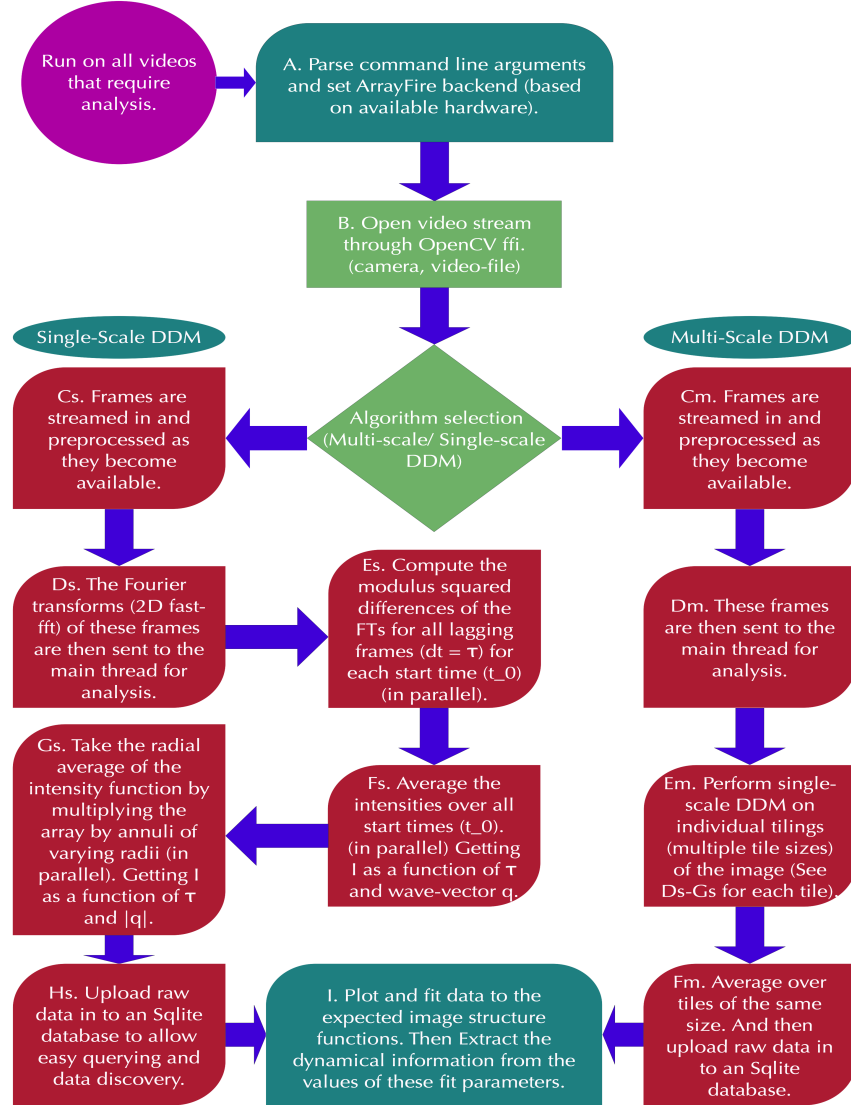 Run on all videos
that require
analysis.
A. Parse command line arguments
and set ArrayFire backend (based
on available hardware).
B. Open video stream
through OpenCV ffi.
(camera, video-file)
Single-Scale DDM
Multi-Scale DDM
Algorithm selection
(Multi-scale/ Single-scale
DDM)
Cs. Frames are
streamed in and
preprocessed as
they become
available.
Cm. Frames are
streamed in and
preprocessed as
they become
available.
Ds. The Fourier
transforms (2D fast-
fft) of these frames
are then sent to the
main thread for
analysis.
Es. Compute the
modulus squared
differences of the
FTs for all lagging
frames (dt = τ) for
each start time (t_0)
(in parallel).
Dm. These frames
are then sent to the
main thread for
analysis.
Gs. Take the radial
average of the
intensity function by
multiplying the
array by annuli of
varying radii (in
parallel). Getting I
as a function of τ
and |q|.
Fs. Average the
intensities over all
start times (t_0).
(in parallel) Getting
I as a function of τ
and wave-vector q.
Em. Perform single-
scale DDM on
individual tilings
(multiple tile sizes)
of the image (See
Ds-Gs for each tile).
Hs. Upload raw
data in to an Sqlite
database to allow
easy querying and
data discovery.
I. Plot and fit data to the
expected image structure
functions. Then Extract the
dynamical information from the
values of these fit parameters.
Fm. Average over
tiles of the same
size. And then
upload raw data in
to an Sqlite
database.